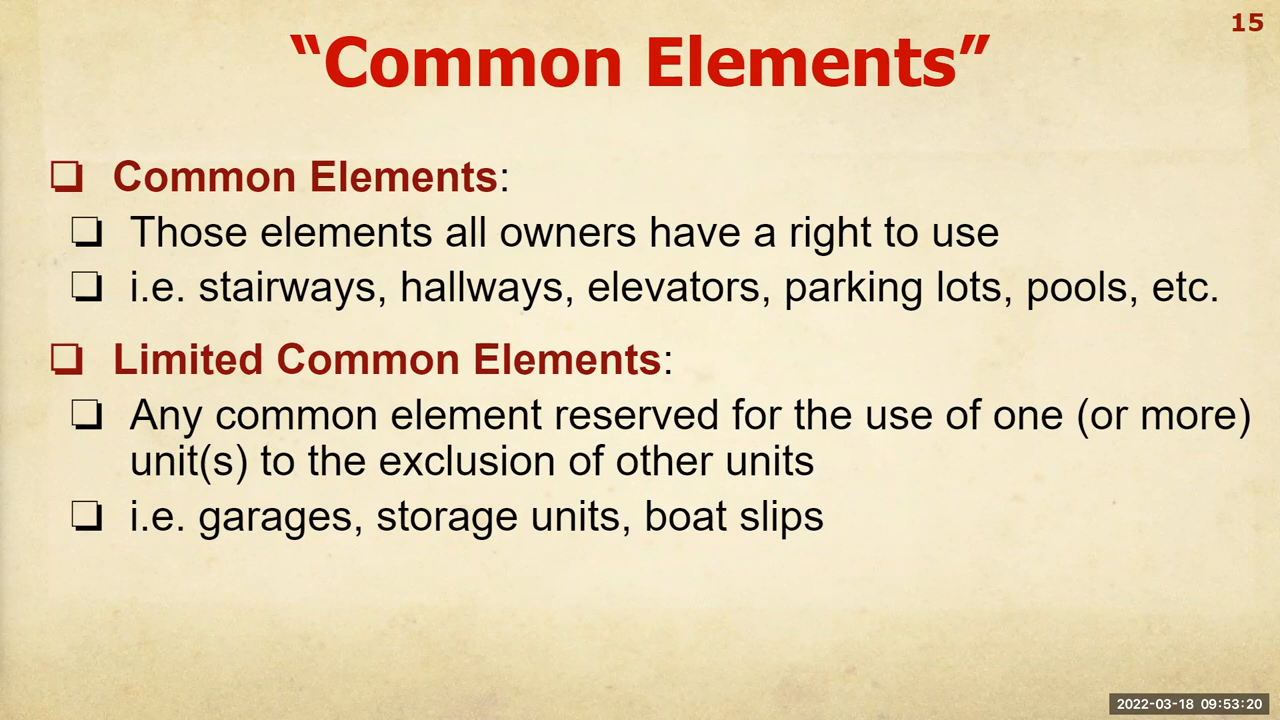 15
“Common Elements”
❏ Common Elements:
❏ Those elements all owners have a right to use
❏ i.e. stairways, hallways, elevators, parking lots, pools, etc.
❏ Limited Common Elements:
❏ Any common element reserved for the use of one (or more)
unit(s) to the exclusion of other units
❏ i.e. garages, storage units, boat slips
2022-03-18 09:53:20